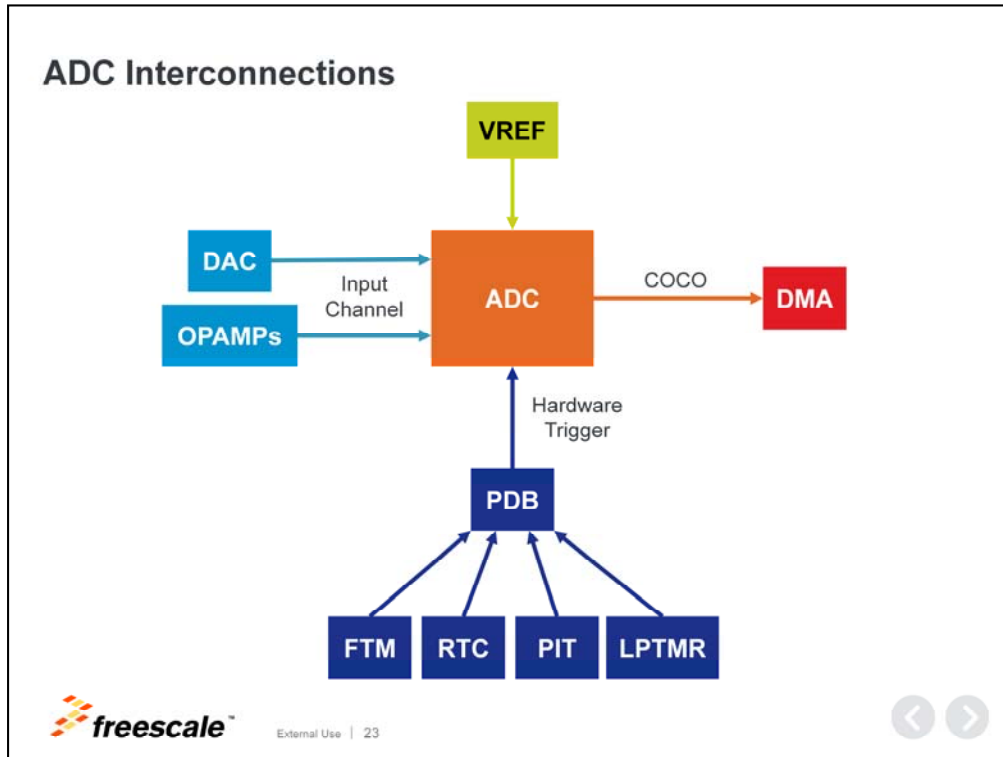 ADC Interconnections
VREF
DAC
Input
Channel
OPAMPs
ADC
COCO
DMA
Hardware
Trigger
PDB
FTM
RTC
PIT
LPTMR
freescale™
External Use | 23